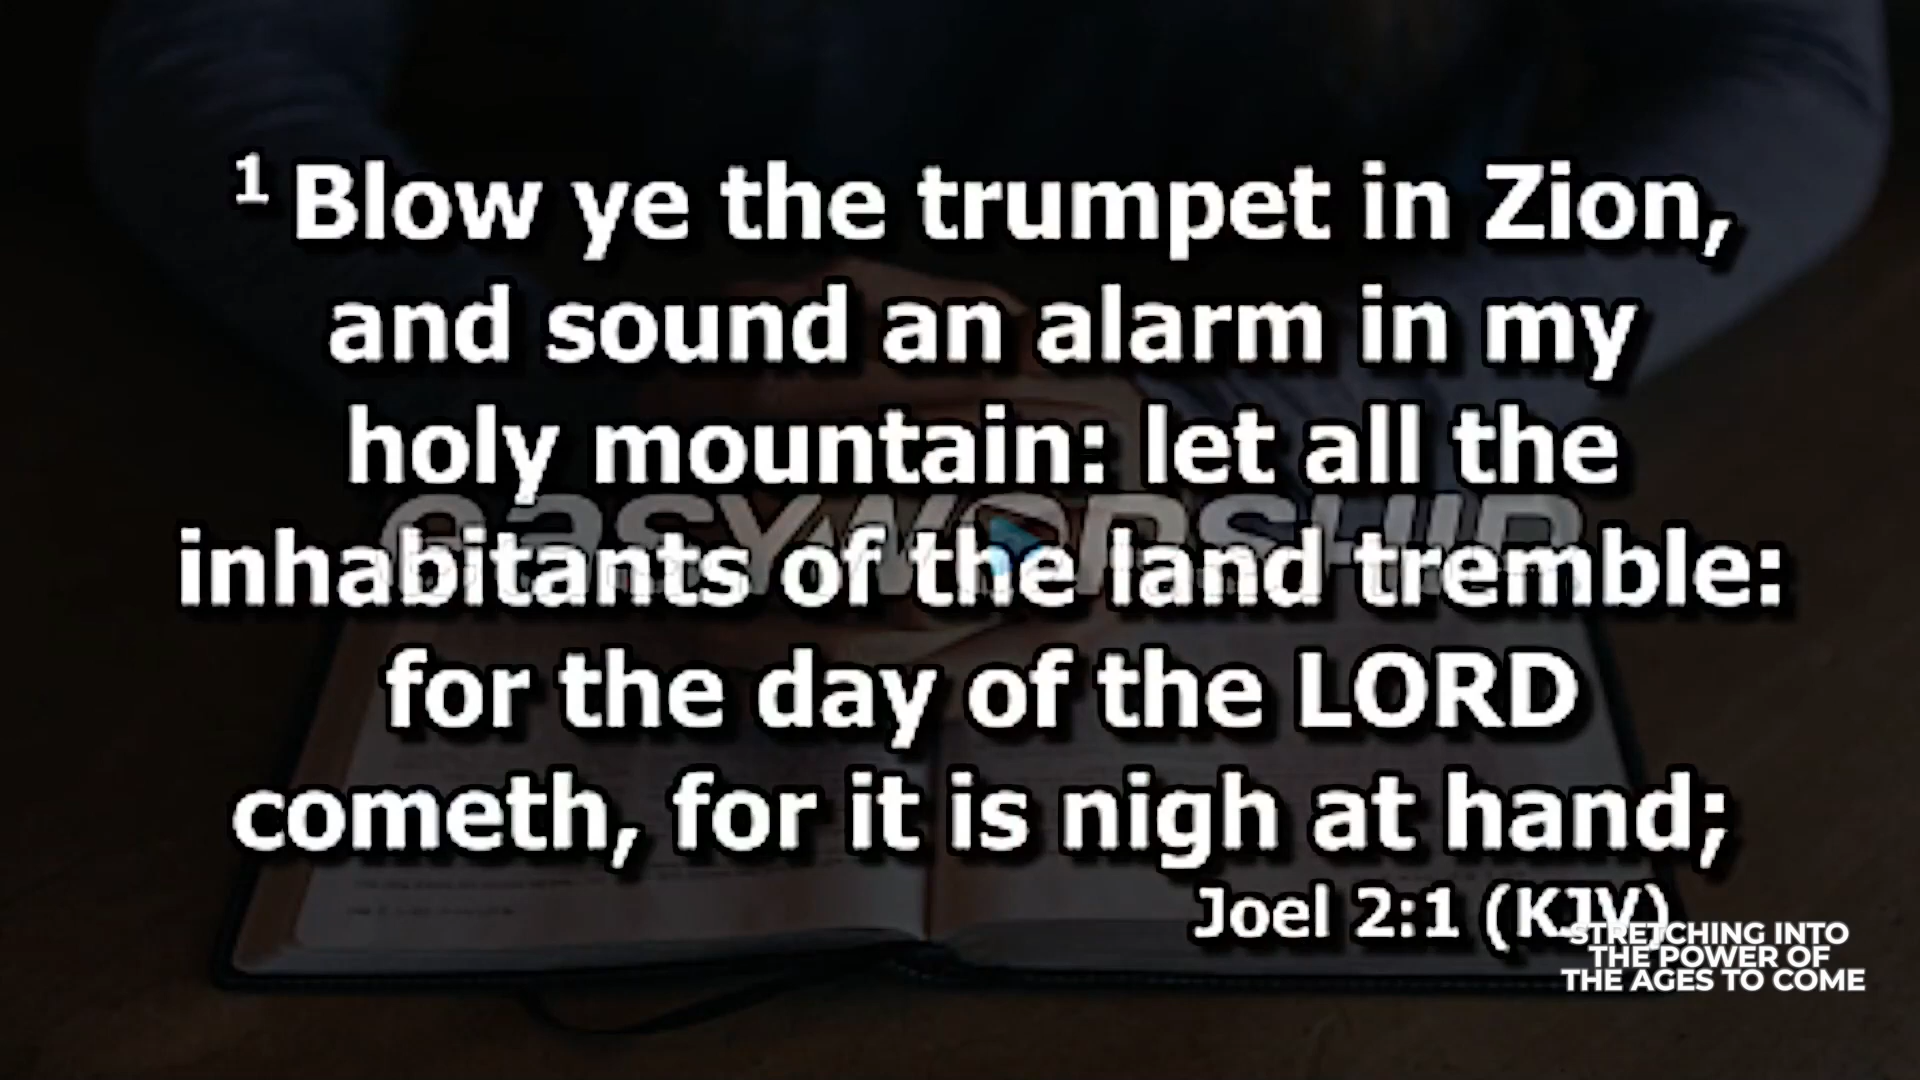 1 Blow ye the trumpet in Zion,
and sound an alarm in my
holy mountain: let all the
easyworship
inhabitants of the land tremble:
for the day of the LORD
cometh, for it is nigh at hand;
Joel 2:1 (KJV)
STRETCHING INTO
THE POWER OF
THE AGES TO COME